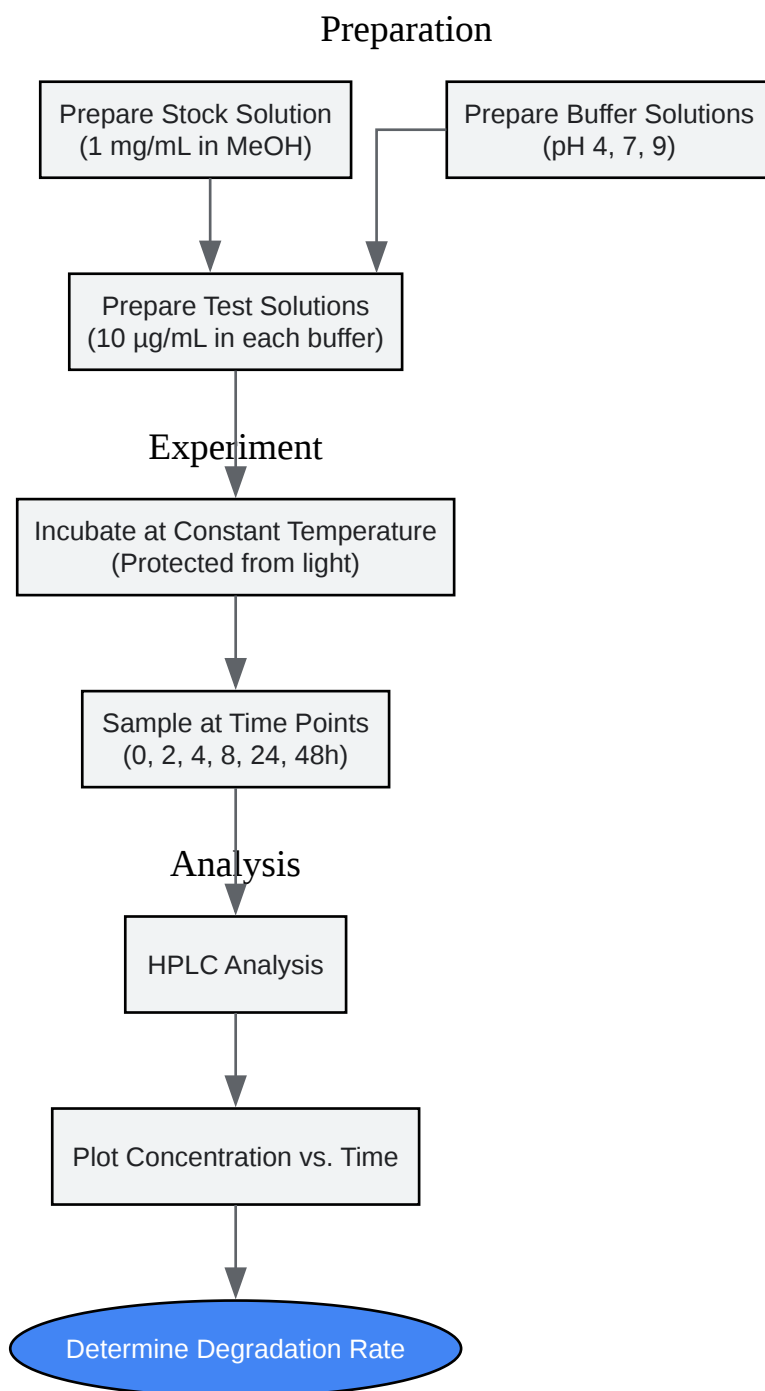 Preparation
Prepare Stock Solution
(1 mg/mL in MeOH)
Prepare Buffer Solutions
(pH 4, 7, 9)
Prepare Test Solutions
(10 µg/mL in each buffer)
Experiment
Incubate at Constant Temperature
(Protected from light)
Sample at Time Points
(0, 2, 4, 8, 24, 48h)
Analysis
HPLC Analysis
Plot Concentration vs. Time
Determine Degradation Rate